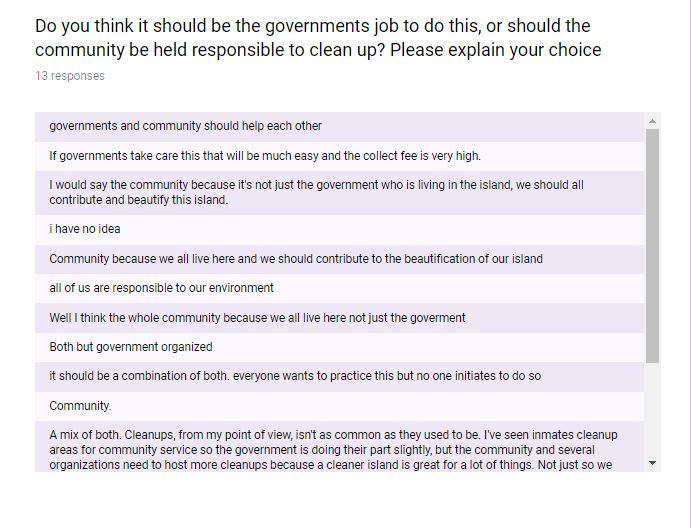 Do you think it should be the governments job to do this, or should the
community be held responsible to clean up? Please explain your choice
13 responses
governments and community should help each other
If governments take care this that will be much easy and the collect fee is very high.
I would say the community because it's not just the government who is living in the island, we should all
contribute and beautify this island.
i have no idea
Community because we all live here and we should contribute to the beautification of our island
all of us are responsible to our environment
Well I think the whole community because we all live here not just the goverment
Both but government organized
it should be a combination of both. everyone wants to practice this but no one initiates to do so
Community.
A mix of both. Cleanups, from my point of view, isn't as common as they used to be. I've seen inmates cleanup
areas for community service so the government is doing their part slightly, but the community and several
organizations need to host more cleanups because a cleaner island is great for a lot of things. Not just so we